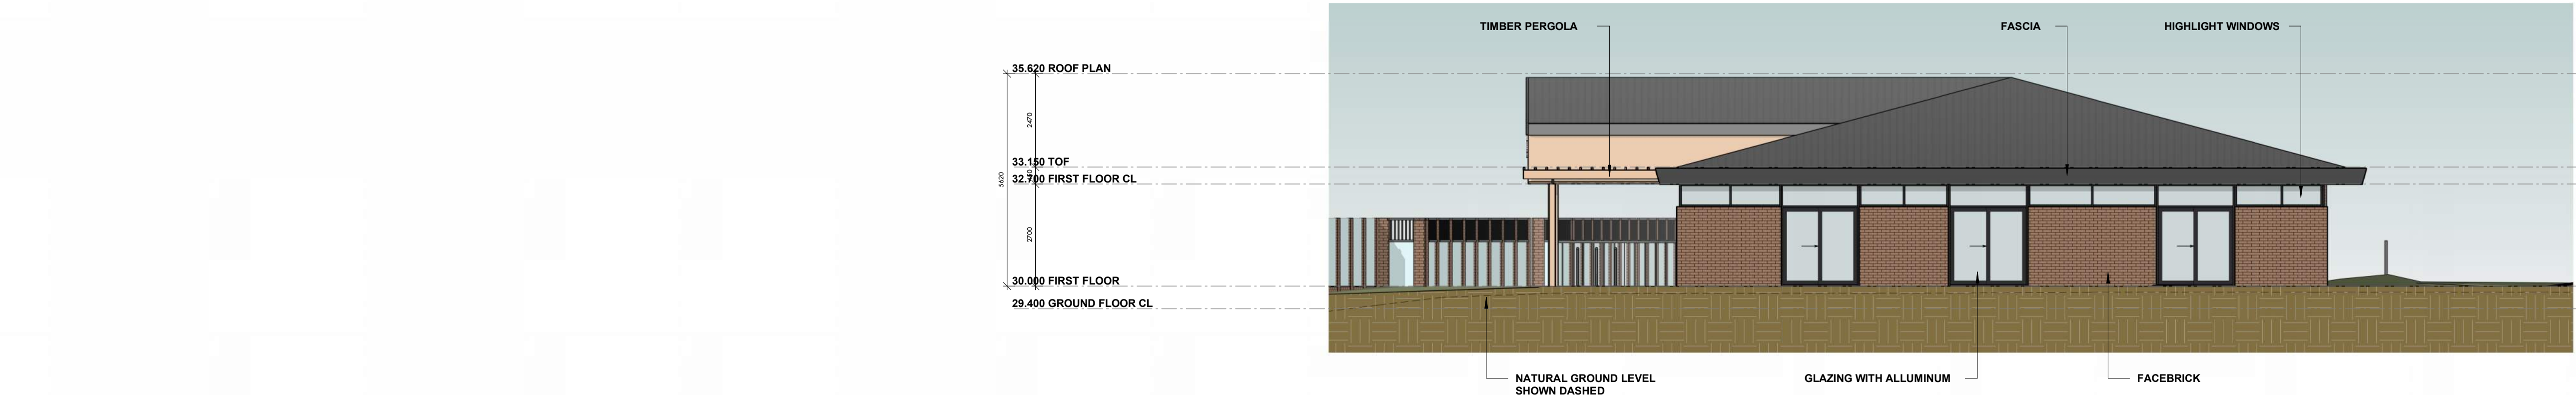 TIMBER PERGOLA
FASCIA
HIGHLIGHT WINDOWS
35.620 ROOF PLAN
2470
33.150 TOF
32.700 FIRST FLOOR CL
5620
2700
30.000 FIRST FLOOR
29.400 GROUND FLOOR CL
NATURAL GROUND LEVEL
SHOWN DASHED
GLAZING WITH ALLUMINUM
FACEBRICK